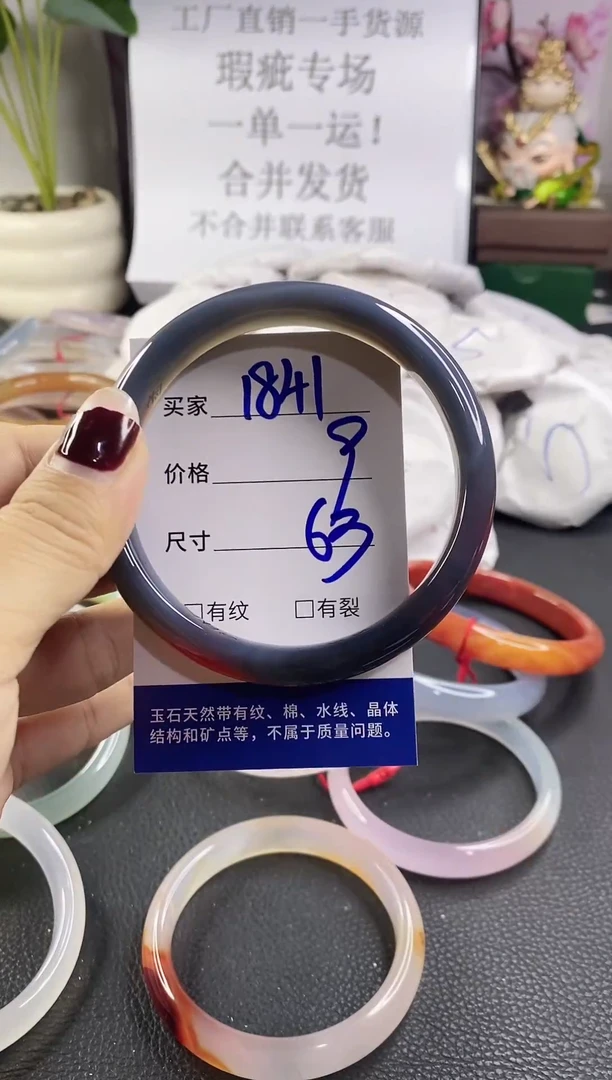 工厂直销一手货源
瑕疵专场
一单一运!
合并发货
不合并联系客服
买家 1841
价格 9
尺寸 63
□有纹 □有裂
玉石天然带有纹、棉、水线、晶体
结构和矿点等，不属于质量问题。